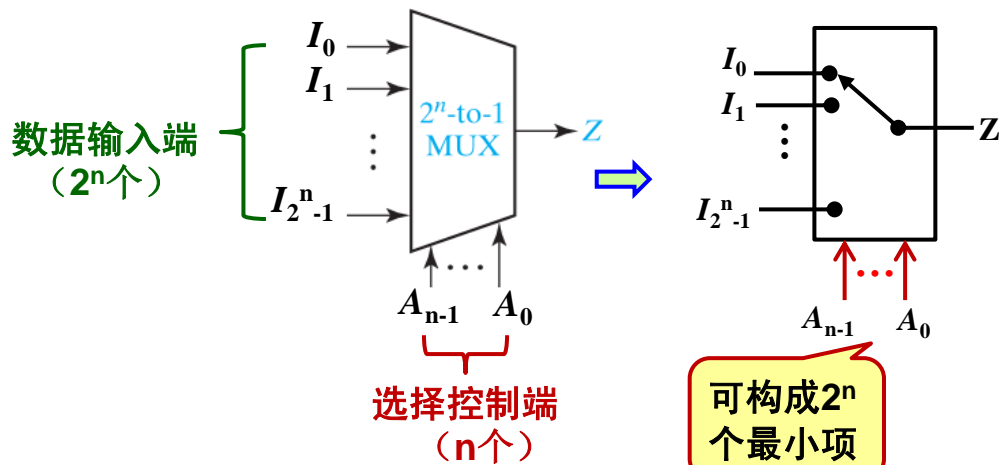 I₀
I₁
⋮
I₂ⁿ₋₁
数据输入端
（2ⁿ个）
2ⁿ-to-1
MUX
Z
Aₙ₋₁
···
A₀
选择控制端
（n个）
I₀
I₁
⋮
I₂ⁿ₋₁
Z
···
Aₙ₋₁
A₀
可构成2ⁿ
个最小项